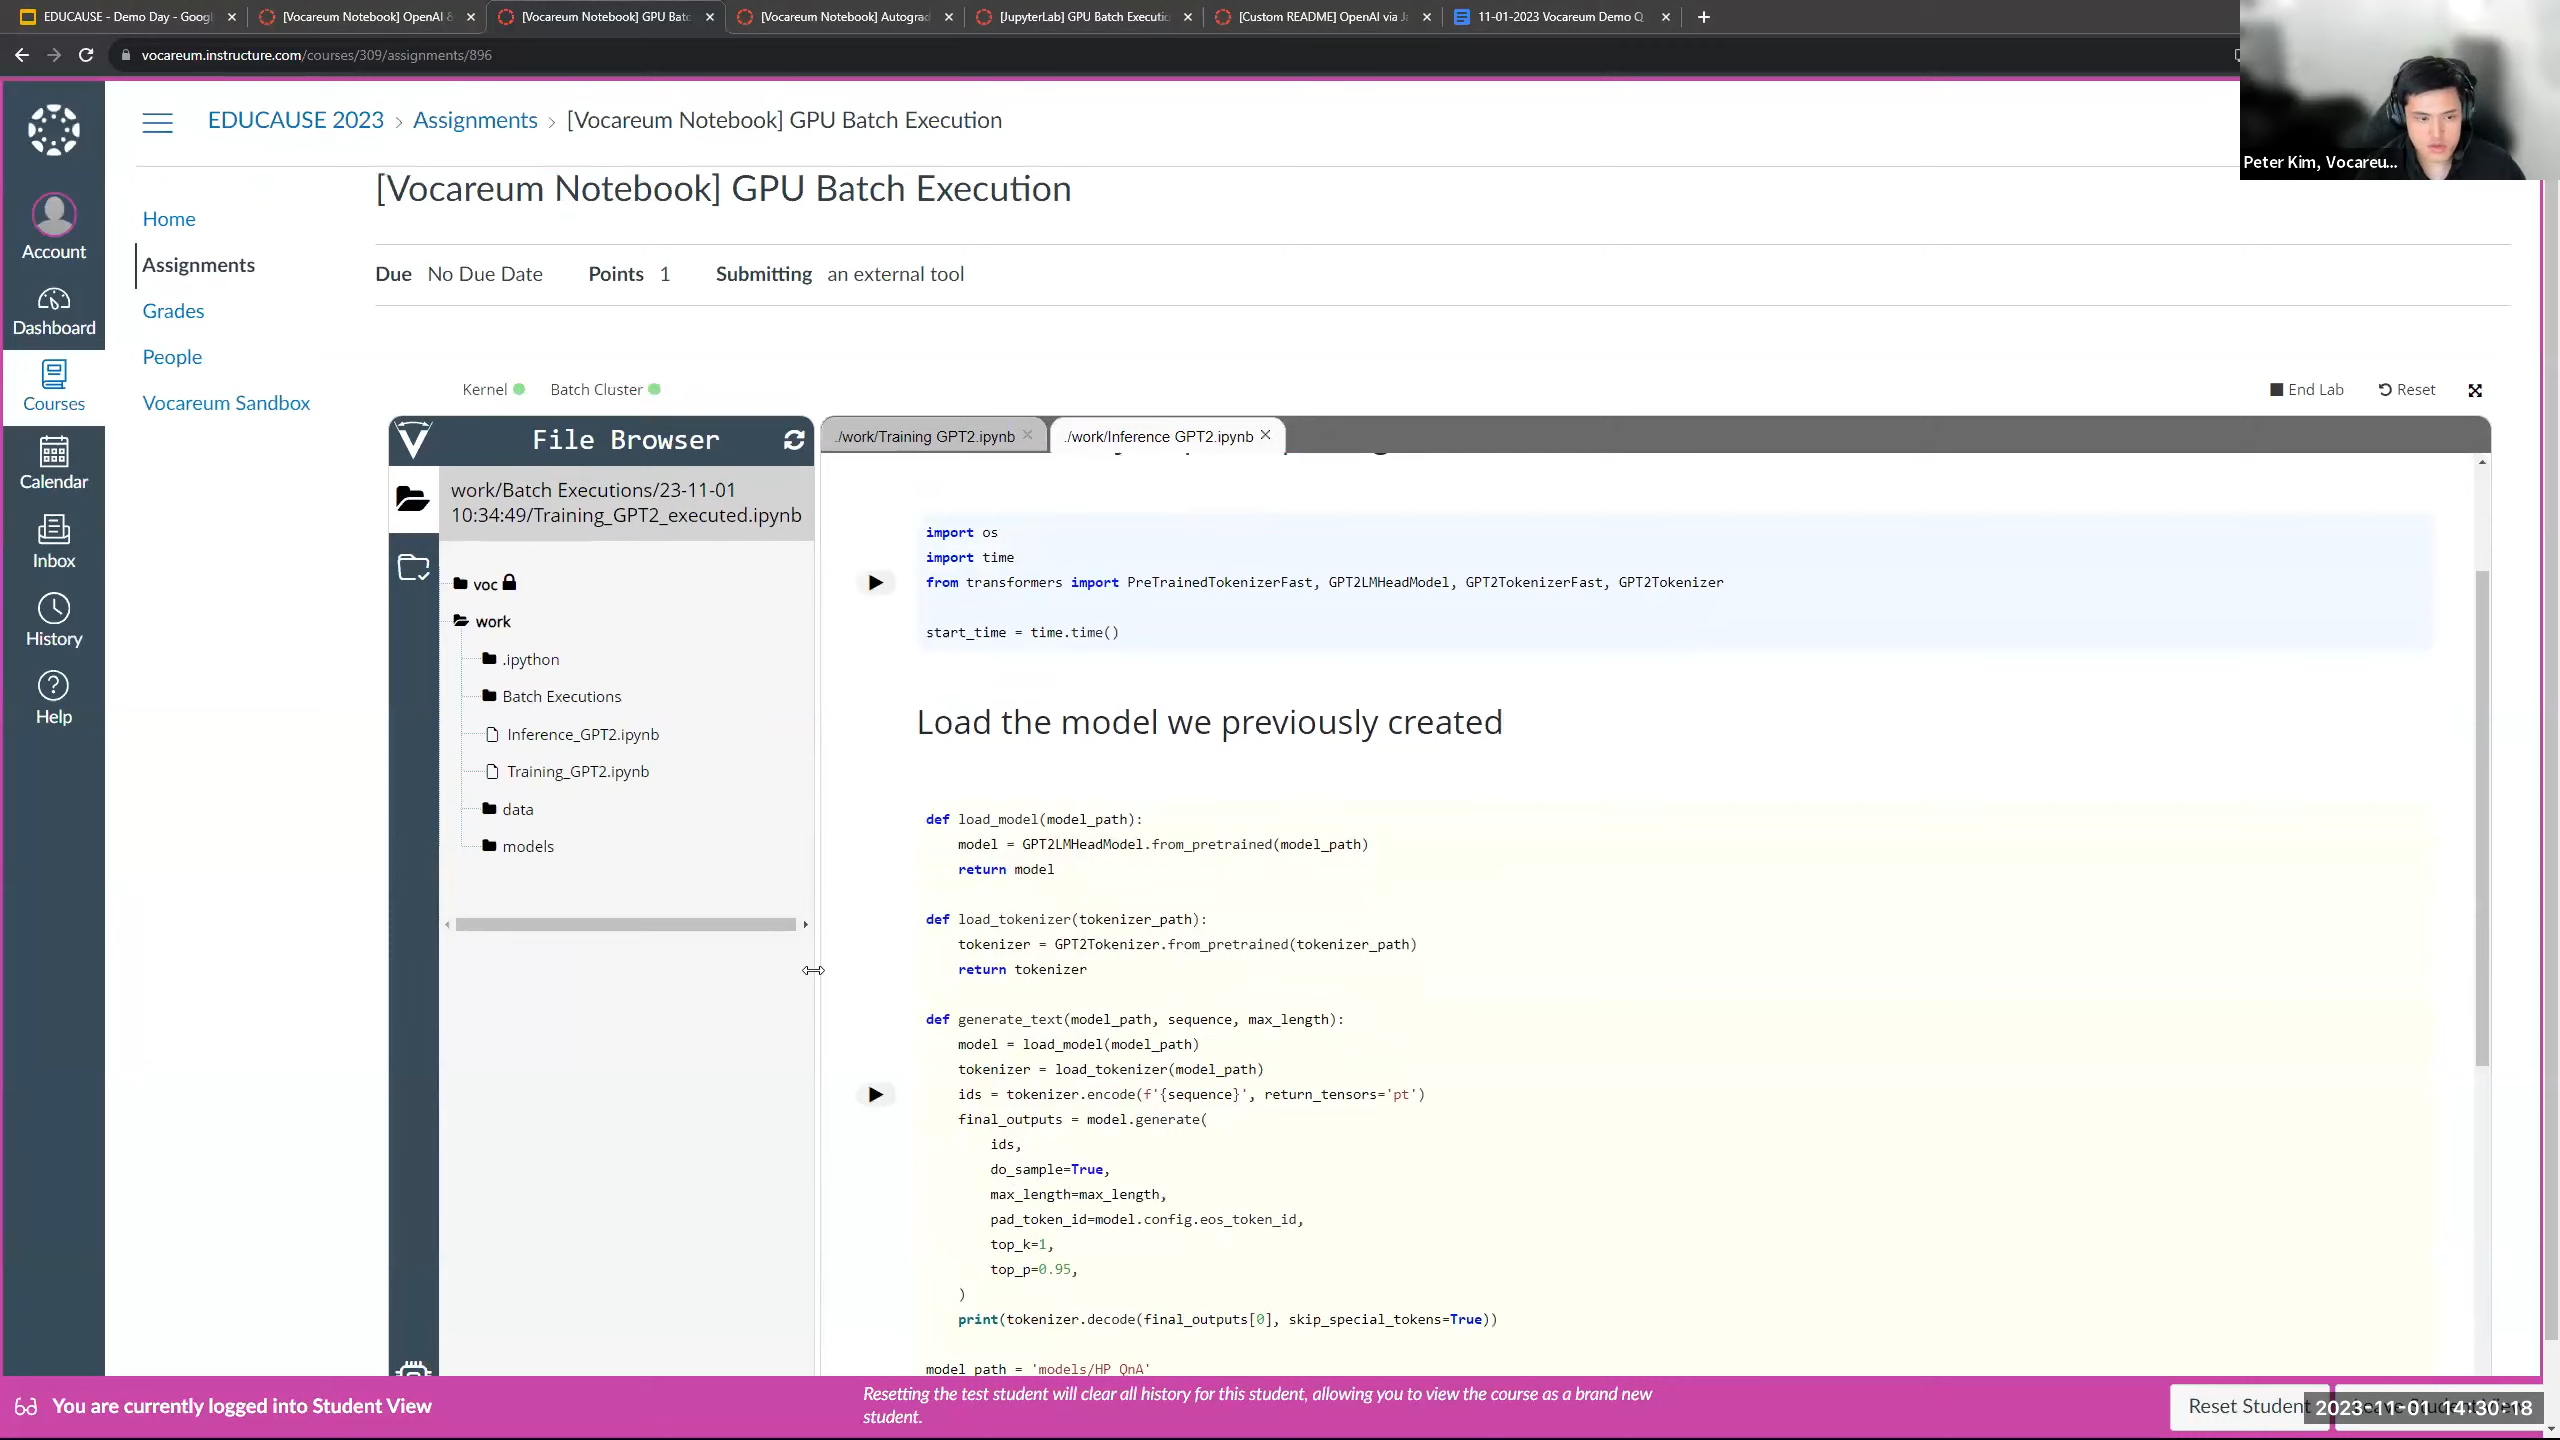 EDUCAUSE - Demo Day - Googl
[Vocareum Notebook] OpenAI &
[Vocareum Notebook] GPU Batc
[Vocareum Notebook] Autograd
[JupyterLab] GPU Batch Executio
[Custom README] OpenAI via Ja
11-01-2023 Vocareum Demo Q
vocareum.instructure.com/courses/309/assignments/896
Peter Kim, Vocareu...
EDUCAUSE 2023 > Assignments > [Vocareum Notebook] GPU Batch Execution
[Vocareum Notebook] GPU Batch Execution
Account
Dashboard
Courses
Calendar
Inbox
History
Help
Home
Assignments
Grades
People
Vocareum Sandbox
Due No Due Date Points 1 Submitting an external tool
Kernel Batch Cluster End Lab Reset
File Browser
work/Batch Executions/23-11-01
10:34:49/Training_GPT2_executed.ipynb
voc
work
.ipython
Batch Executions
Inference_GPT2.ipynb
Training_GPT2.ipynb
data
models
./work/Training GPT2.ipynb
./work/Inference GPT2.ipynb
import os
import time
from transformers import PreTrainedTokenizerFast, GPT2LMHeadModel, GPT2TokenizerFast, GPT2Tokenizer
start_time = time.time()
Load the model we previously created
def load_model(model_path):
model = GPT2LMHeadModel.from_pretrained(model_path)
return model
def load_tokenizer(tokenizer_path):
tokenizer = GPT2Tokenizer.from_pretrained(tokenizer_path)
return tokenizer
def generate_text(model_path, sequence, max_length):
model = load_model(model_path)
tokenizer = load_tokenizer(model_path)
ids = tokenizer.encode(f'{sequence}', return_tensors='pt')
final_outputs = model.generate(
ids,
do_sample=True,
max_length=max_length,
pad_token_id=model.config.eos_token_id,
top_k=1,
top_p=0.95,
)
print(tokenizer.decode(final_outputs[0], skip_special_tokens=True))
model_path = 'models/HP_QnA'
You are currently logged into Student View
Resetting the test student will clear all history for this student, allowing you to view the course as a brand new
student.
Reset Student
2023-11-01 14:30:18